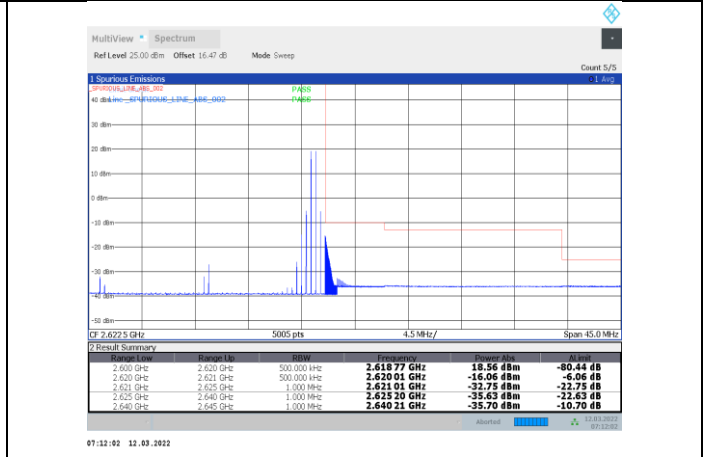 MultiView Spectrum
Ref Level 25.00 dBm Offset 16.47 dB Mode Sweep
Count 5/5
1 Spurious Emissions 1 Avg
_SPURIOUS_LINE_ABS_002 PASS
40 dBm Line _SPURIOUS_LINE_ABS_002 PASS
30 dBm
20 dBm
10 dBm
0 dBm
-10 dBm
-20 dBm
-30 dBm
-40 dBm
-50 dBm
CF 2.6225 GHz 5005 pts 4.5 MHz/ Span 45.0 MHz
2 Result Summary
Range Low Range Up RBW Frequency Power Abs ΔLimit
2.600 GHz 2.620 GHz 500.000 kHz 2.618 77 GHz 18.56 dBm -80.44 dB
2.620 GHz 2.621 GHz 500.000 kHz 2.620 01 GHz -16.06 dBm -6.06 dB
2.621 GHz 2.625 GHz 1.000 MHz 2.621 01 GHz -32.75 dBm -22.75 dB
2.625 GHz 2.640 GHz 1.000 MHz 2.625 20 GHz -35.63 dBm -22.63 dB
2.640 GHz 2.645 GHz 1.000 MHz 2.640 21 GHz -35.70 dBm -10.70 dB
Aborted 12.03.2022
07:12:02
07:12:02 12.03.2022